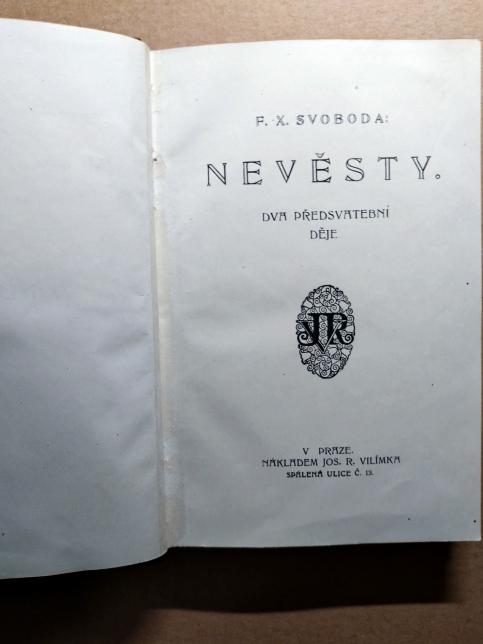 F. X. SVOBODA:
NEVĚSTY.
DVA PŘEDSVATEBNÍ
DĚJE
JRV
V PRAZE.
NÁKLADEM JOS. R. VILÍMKA
SPÁLENÁ ULICE Č. 13.